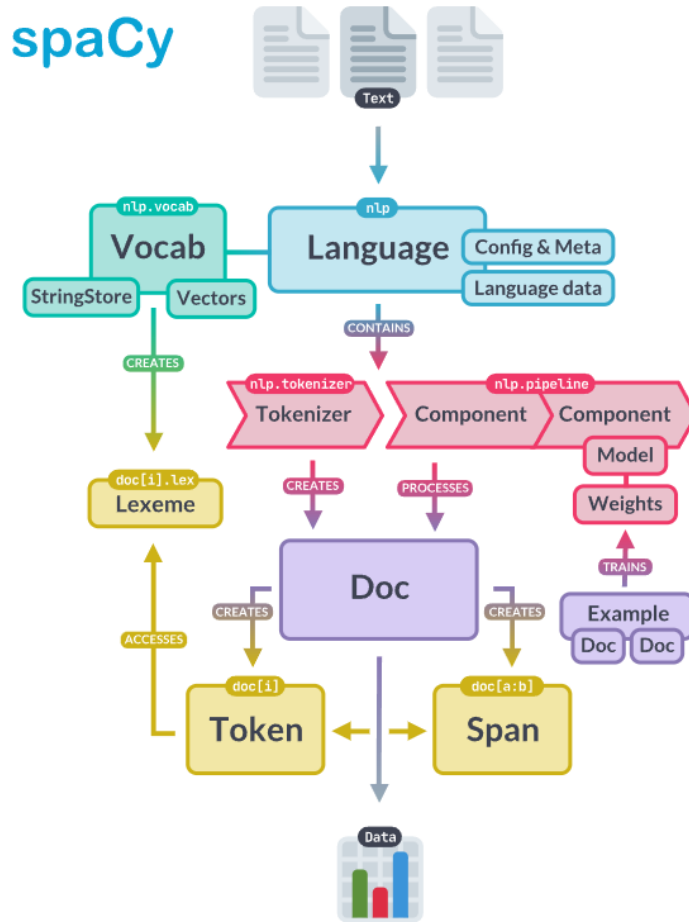 spaCy
Text
nlp.vocab
Vocab
StringStore
Vectors
nlp
Language
Config & Meta
Language data
CREATES
CONTAINS
nlp.tokenizer
Tokenizer
nlp.pipeline
Component
Component
Model
Weights
doc[i].lex
Lexeme
CREATES
PROCESSES
Doc
TRAINS
Example
Doc
Doc
ACCESSES
CREATES
CREATES
doc[i]
Token
doc[a:b]
Span
Data